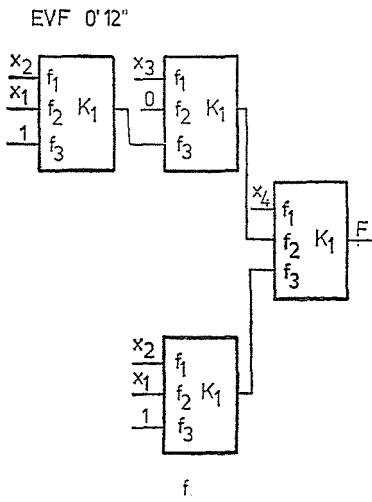 EVF 0'12"
x2 f1
x1 f2 K1
1 f3
x3 f1
0 f2 K1
f3
x4 f1
f2 K1 F
f3
x2 f1
x1 f2 K1
1 f3
f